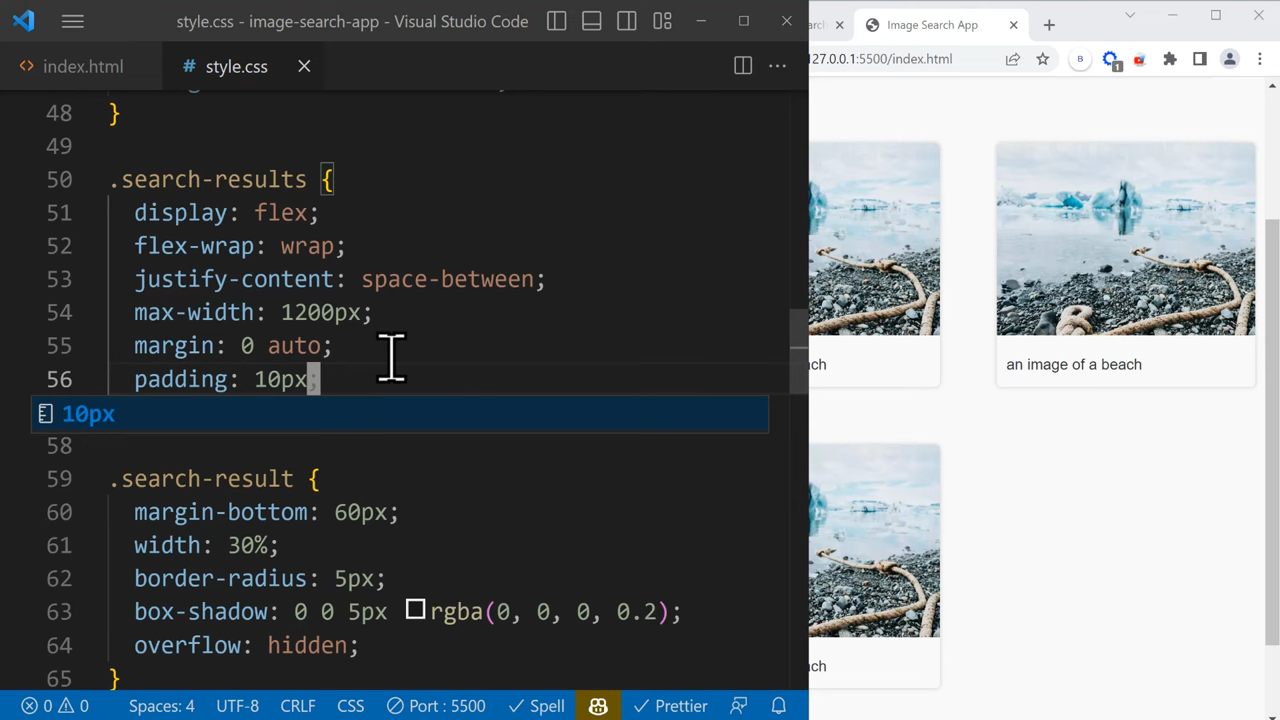 style.css - image-search-app - Visual Studio Code
index.html
# style.css
48 }
49
50 .search-results {
51 display: flex;
52 flex-wrap: wrap;
53 justify-content: space-between;
54 max-width: 1200px;
55 margin: 0 auto;
56 padding: 10px;
10px
58
59 .search-result {
60 margin-bottom: 60px;
61 width: 30%;
62 border-radius: 5px;
63 box-shadow: 0 0 5px rgba(0, 0, 0, 0.2);
64 overflow: hidden;
65 }
0 0 Spaces: 4 UTF-8 CRLF CSS Port : 5500 Spell Prettier
Image Search App
127.0.0.1:5500/index.html
B
1
an image of a beach